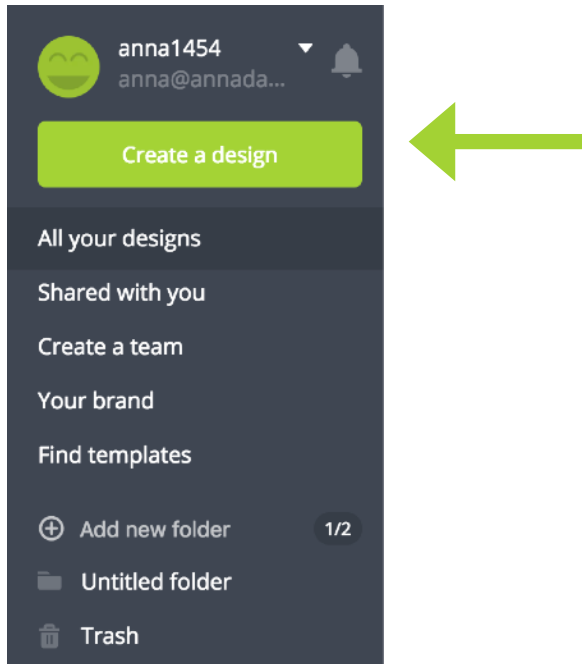 anna1454
anna@annada...
Create a design
All your designs
Shared with you
Create a team
Your brand
Find templates
Add new folder 1/2
Untitled folder
Trash